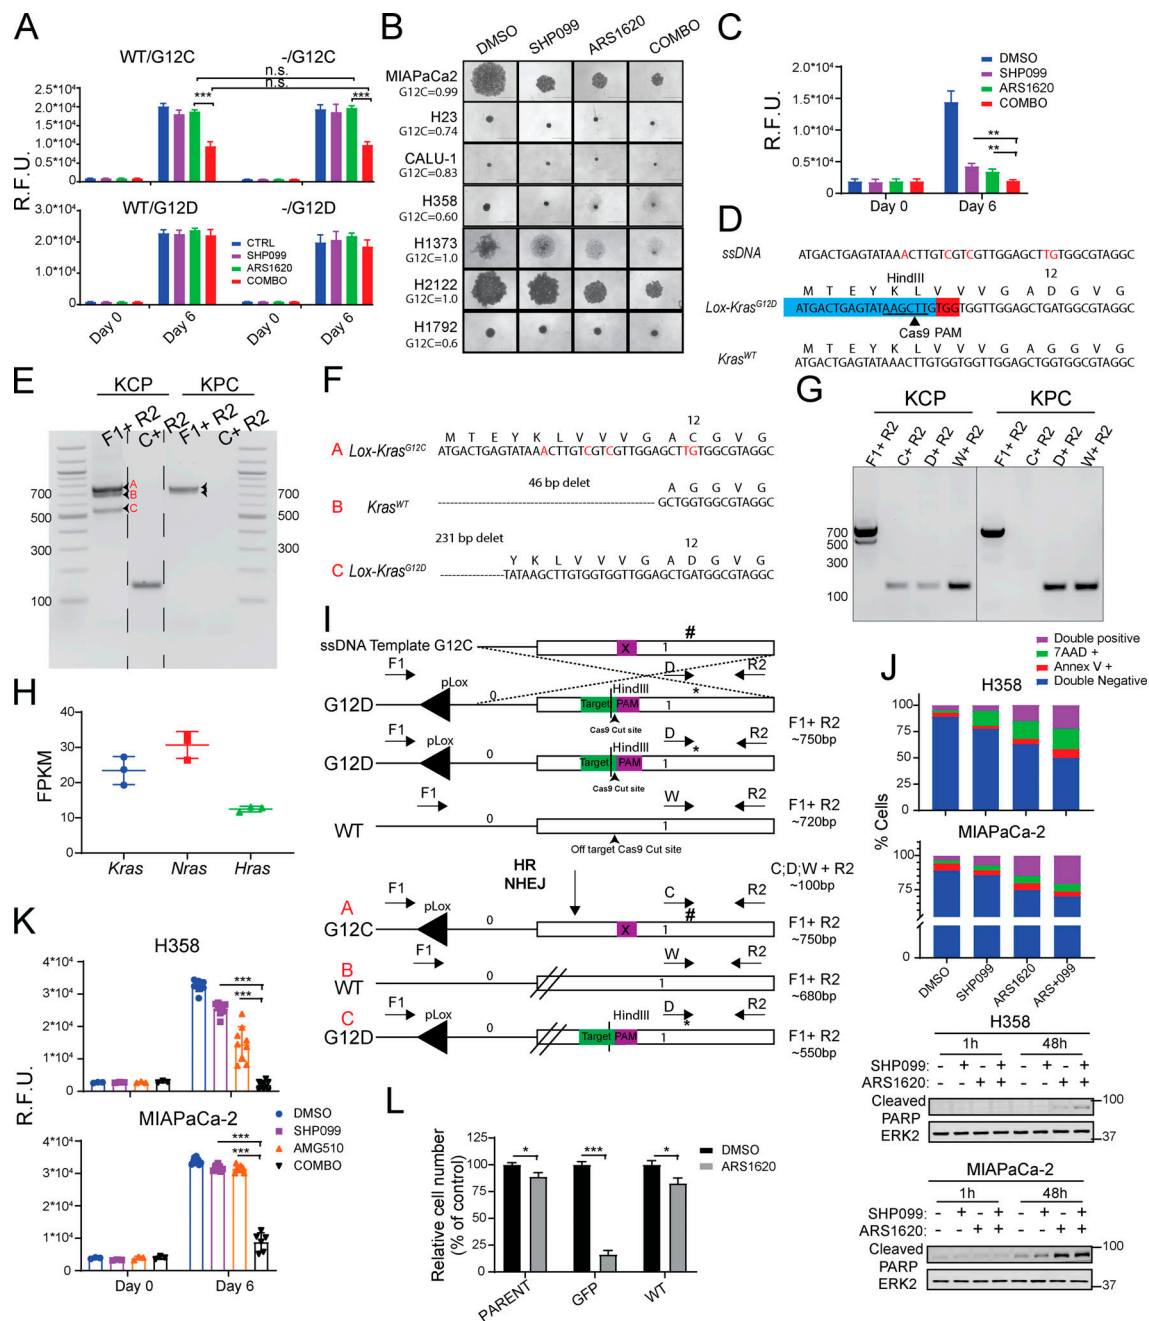 A
WT/G12C
-/G12C
n.s.
n.s.
***
***
2.5*10⁴
2.0*10⁴
1.5*10⁴
1.0*10⁴
5.0*10³
0
R.F.U.
WT/G12D
-/G12D
3.0*10⁴
2.0*10⁴
1.0*10⁴
0
CTRL
SHP099
ARS1620
COMBO
Day 0
Day 6
Day 0
Day 6
B
DMSO
SHP099
ARS1620
COMBO
MIAPaCa2
G12C=0.99
H23
G12C=0.74
CALU-1
G12C=0.83
H358
G12C=0.60
H1373
G12C=1.0
H2122
G12C=1.0
H1792
G12C=0.6
C
DMSO
SHP099
ARS1620
COMBO
2.0*10⁴
1.5*10⁴
1.0*10⁴
5.0*10³
0
R.F.U.
**
**
Day 0
Day 6
D
ssDNA
ATGACTGAGTATAAACTTGTCGTCGTTGGAGCTTGTGGCGTAGGC
HindIII
12
M T E Y K L V V V G A D G V G
Lox-Kras^G12D
ATGACTGAGTATAAGCTTGTGGTGGTTGGAGCTGATGGCGTAGGC
Cas9 PAM
M T E Y K L V V V G A G G V G
Kras^WT
ATGACTGAGTATAAACTTGTGGTGGTTGGAGCTGGTGGCGTAGGC
E
KCP
KPC
F1+ R2
C+ R2
F1+ R2
C+ R2
A
B
C
700
500
300
100
700
500
300
100
F
12
M T E Y K L V V V G A C G V G
A Lox-Kras^G12C
ATGACTGAGTATAAACTTGTCGTCGTTGGAGCTTGTGGCGTAGGC
46 bp delet
A G G V G
B Kras^WT
GCTGGTGGCGTAGGC
231 bp delet
12
Y K L V V V G A D G V G
C Lox-Kras^G12D
TATAAGCTTGTGGTGGTTGGAGCTGATGGCGTAGGC
G
KCP
KPC
F1+ R2
C+ R2
D+ R2
W+ R2
F1+ R2
C+ R2
D+ R2
W+ R2
700
500
300
100
H
40
30
20
10
0
FPKM
Kras
Nras
Hras
I
ssDNA Template G12C
X
1
#
F1
D
R2
pLox
0
HindIII
*
G12D
Target
PAM
1
Cas9 Cut site
F1+ R2
~750bp
F1
D
R2
pLox
0
HindIII
*
G12D
Target
PAM
1
Cas9 Cut site
F1+ R2
~750bp
F1
W
R2
0
WT
1
F1+ R2
~720bp
Off target Cas9 Cut site
HR
NHEJ
C;D;W + R2
~100bp
A
F1
C
R2
pLox
0
#
G12C
X
1
F1+ R2
~750bp
B
F1
W
R2
0
WT
1
F1+ R2
~680bp
C
pLox
0
HindIII
D
R2
*
G12D
Target
PAM
1
F1+ R2
~550bp
J
Double positive
7AAD +
Annex V +
Double Negative
H358
100
75
50
25
0
% Cells
MIAPaCa-2
100
75
0
DMSO
SHP099
ARS1620
ARS+099
H358
1h
48h
SHP099: - + - + - + - +
ARS1620: - - + + - - + +
Cleaved PARP
100
ERK2
37
MIAPaCa-2
1h
48h
SHP099: - + - + - + - +
ARS1620: - - + + - - + +
Cleaved PARP
100
ERK2
37
K
H358
4*10⁴
3*10⁴
2*10⁴
1*10⁴
0
***
***
R.F.U.
MIAPaCa-2
4*10⁴
3*10⁴
2*10⁴
1*10⁴
0
***
***
DMSO
SHP099
AMG510
COMBO
Day 0
Day 6
L
125
100
75
50
25
0
Relative cell number
(% of control)
*
***
*
DMSO
ARS1620
PARENT
GFP
WT